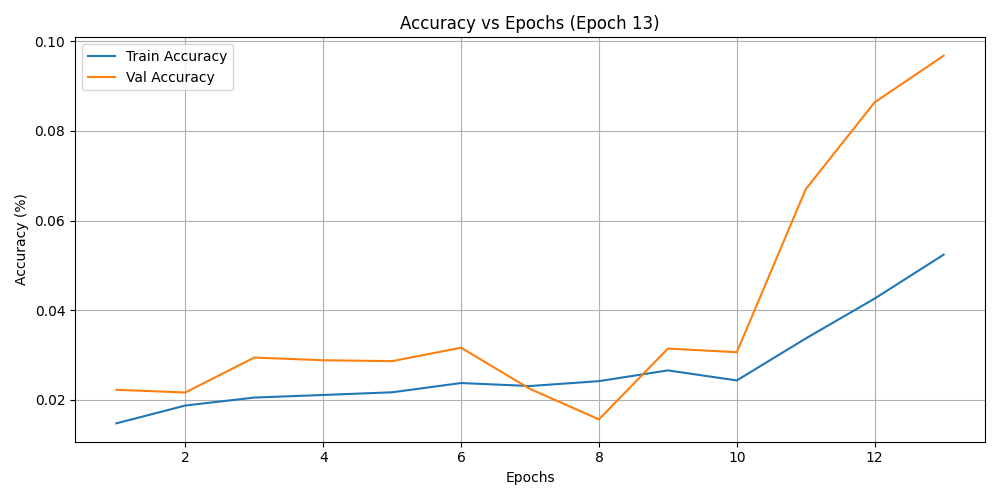 Accuracy vs Epochs (Epoch 13)
Train Accuracy
Val Accuracy
Accuracy (%)
0.10
0.08
0.06
0.04
0.02
2 4 6 8 10 12
Epochs